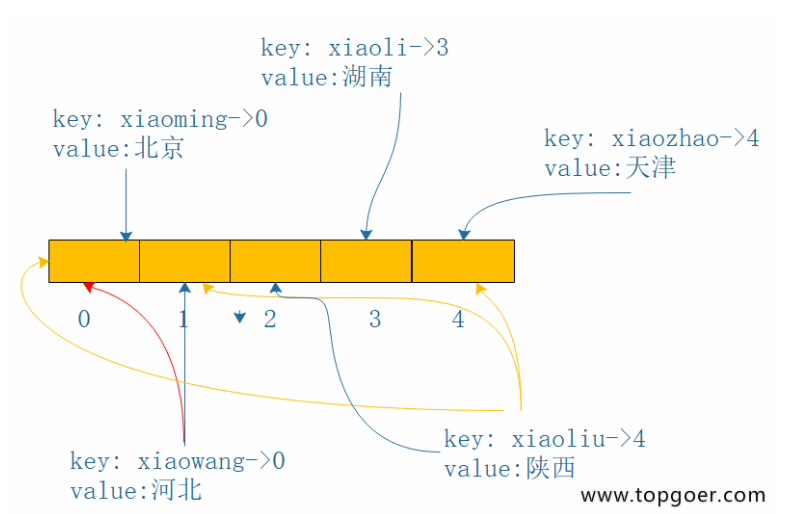 key: xiaoli->3
value:湖南
key: xiaoming->0
value:北京
key: xiaozhao->4
value:天津
0 1 2 3 4
key: xiaowang->0
value:河北
key: xiaoliu->4
value:陕西
www.topgoer.com